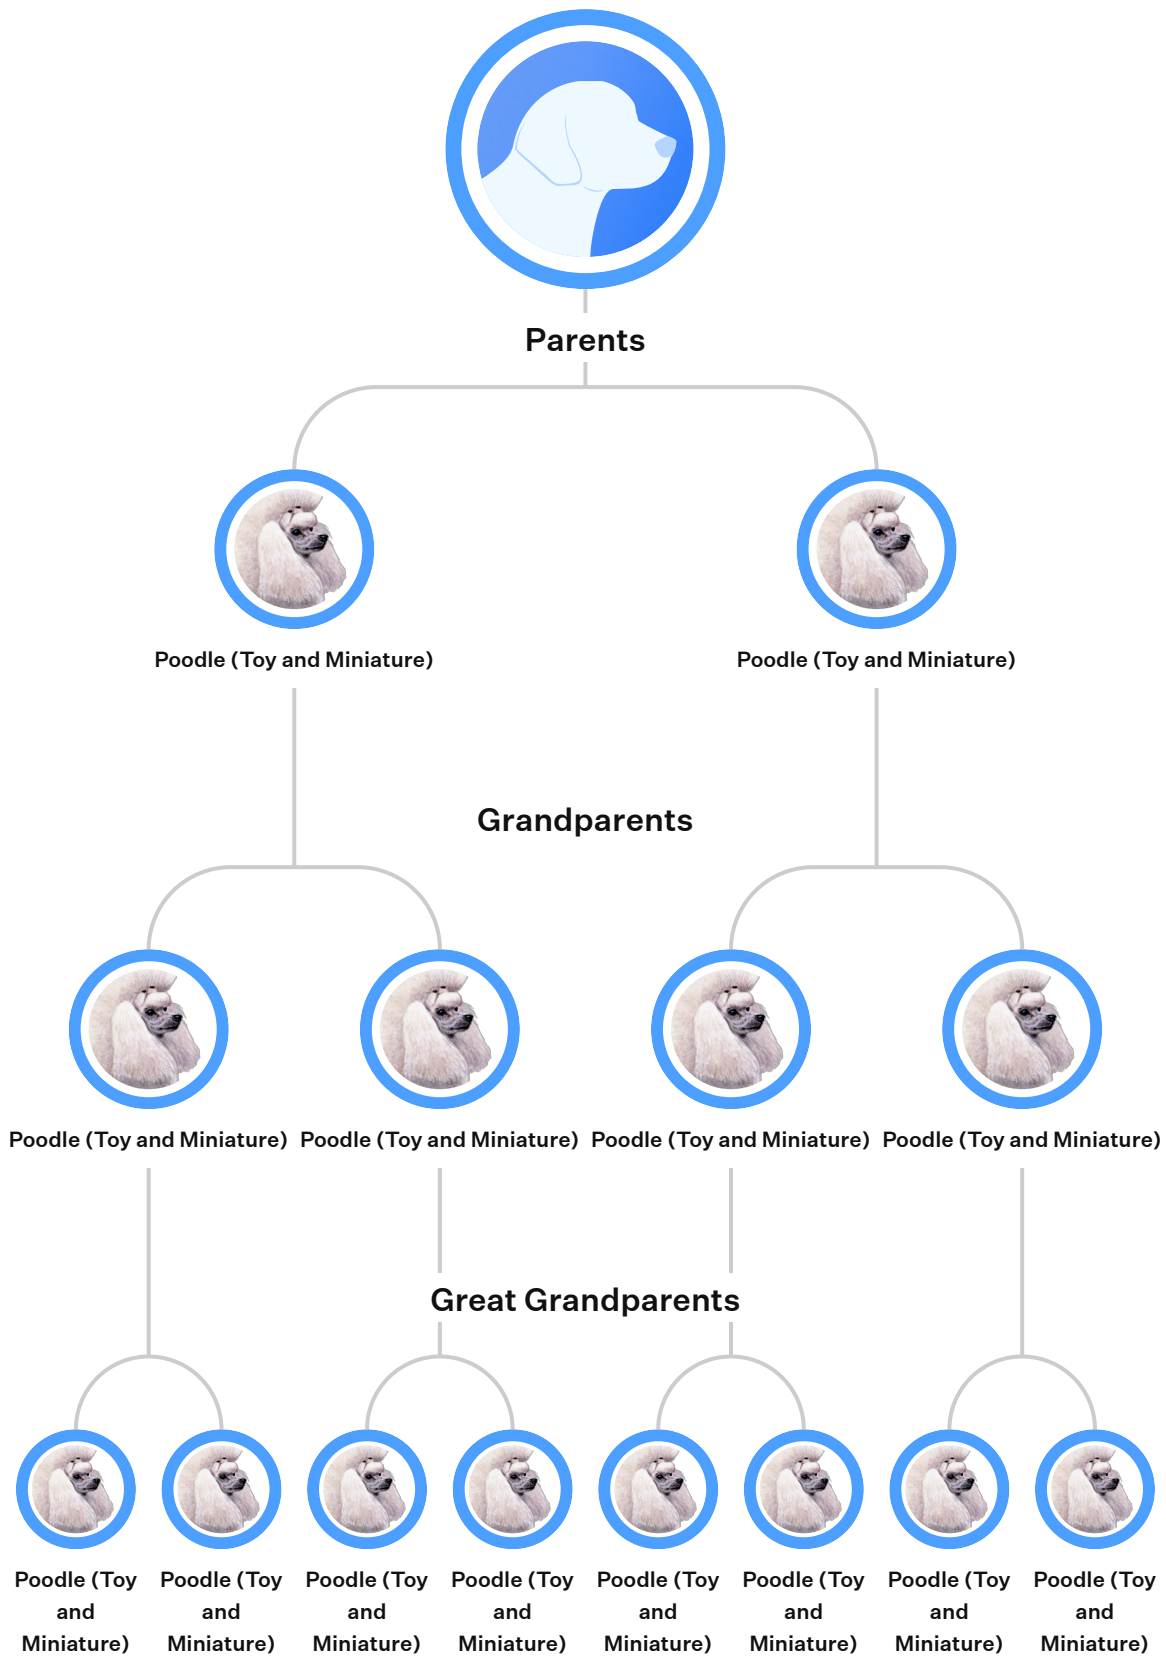 Parents
Poodle (Toy and Miniature) Poodle (Toy and Miniature)
Grandparents
Poodle (Toy and Miniature) Poodle (Toy and Miniature) Poodle (Toy and Miniature) Poodle (Toy and Miniature)
Great Grandparents
Poodle (Toy Poodle (Toy Poodle (Toy Poodle (Toy Poodle (Toy Poodle (Toy Poodle (Toy Poodle (Toy
and and and and and and and and
Miniature) Miniature) Miniature) Miniature) Miniature) Miniature) Miniature) Miniature)